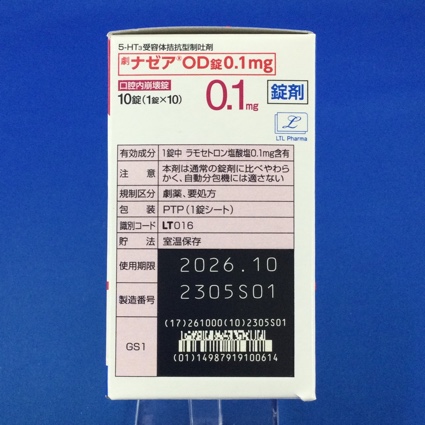 5-HT₃受容体拮抗型制吐剤
劇 ナゼア®OD錠0.1mg
口腔内崩壊錠
10錠(1錠×10)
0.1mg
錠剤
L
LTL Pharma
有効成分 1錠中 ラモセトロン塩酸塩0.1mg含有
注意 本剤は通常の錠剤に比べやわら
かく、自動分包機には適さない
規制区分 劇薬、要処方
包装 PTP(1錠シート)
識別コード LT016
貯法 室温保存
使用期限 2026.10
製造番号 2305S01
GS1
(17)261000(10)2305S01
(01)14987919100614